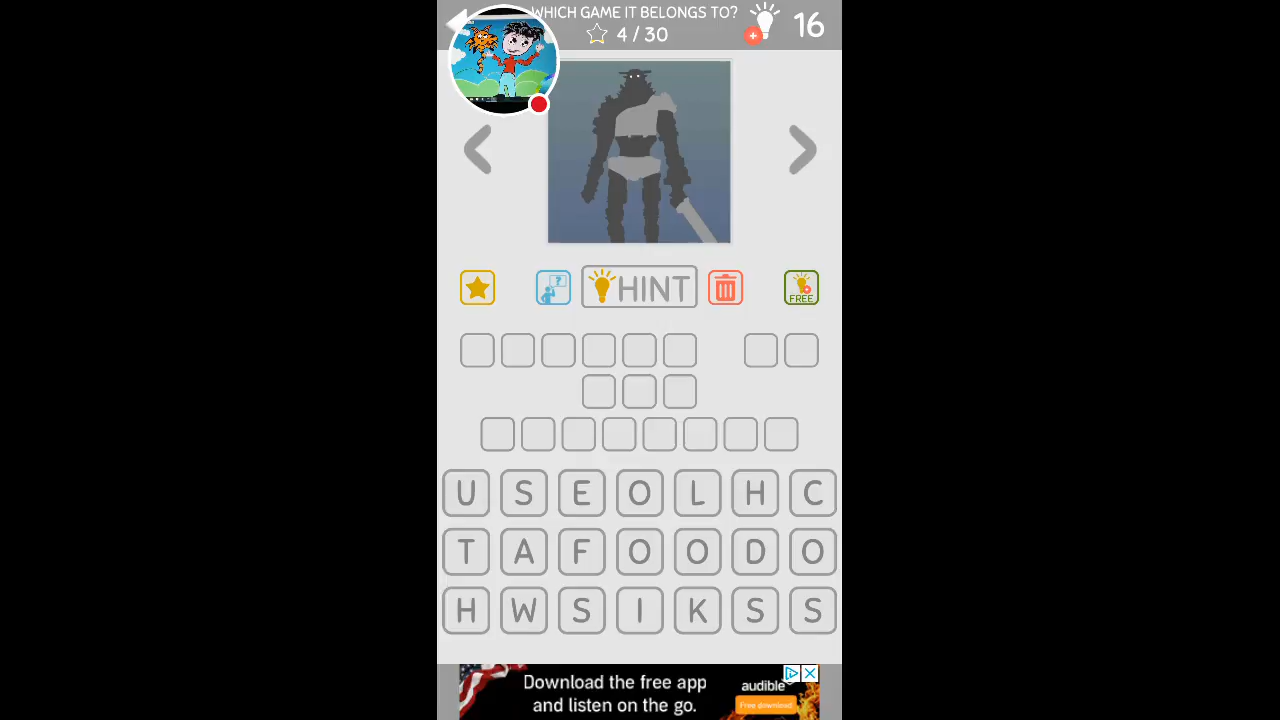 WHICH GAME IT BELONGS TO?
4 / 30
16
HINT
FREE
U S E O L H C
T A F O O D O
H W S I K S S
Download the free app
and listen on the go.
audible
Free download